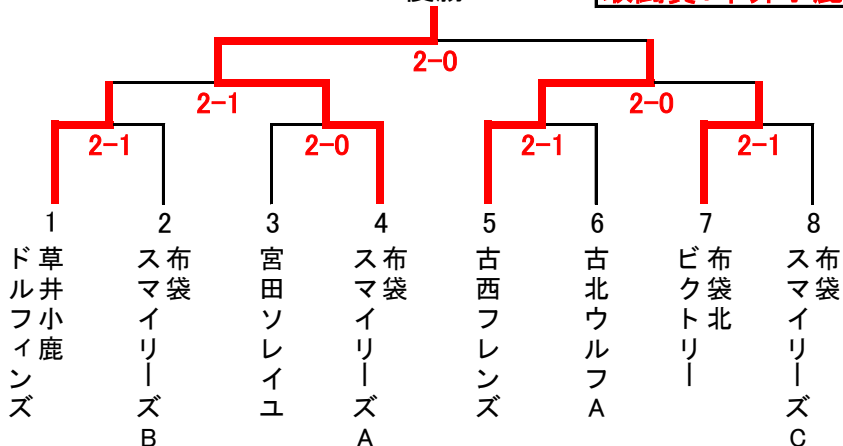 2-0
2-1
2-0
2-1
2-0
2-1
2-1
1
2
3
4
5
6
7
8
草井小鹿
ドルフィンズ
布袋
スマイリーズB
宮田ソレイユ
布袋
スマイリーズA
古西フレンズ
古北ウルフA
布袋北
ビクトリー
布袋
スマイリーズC